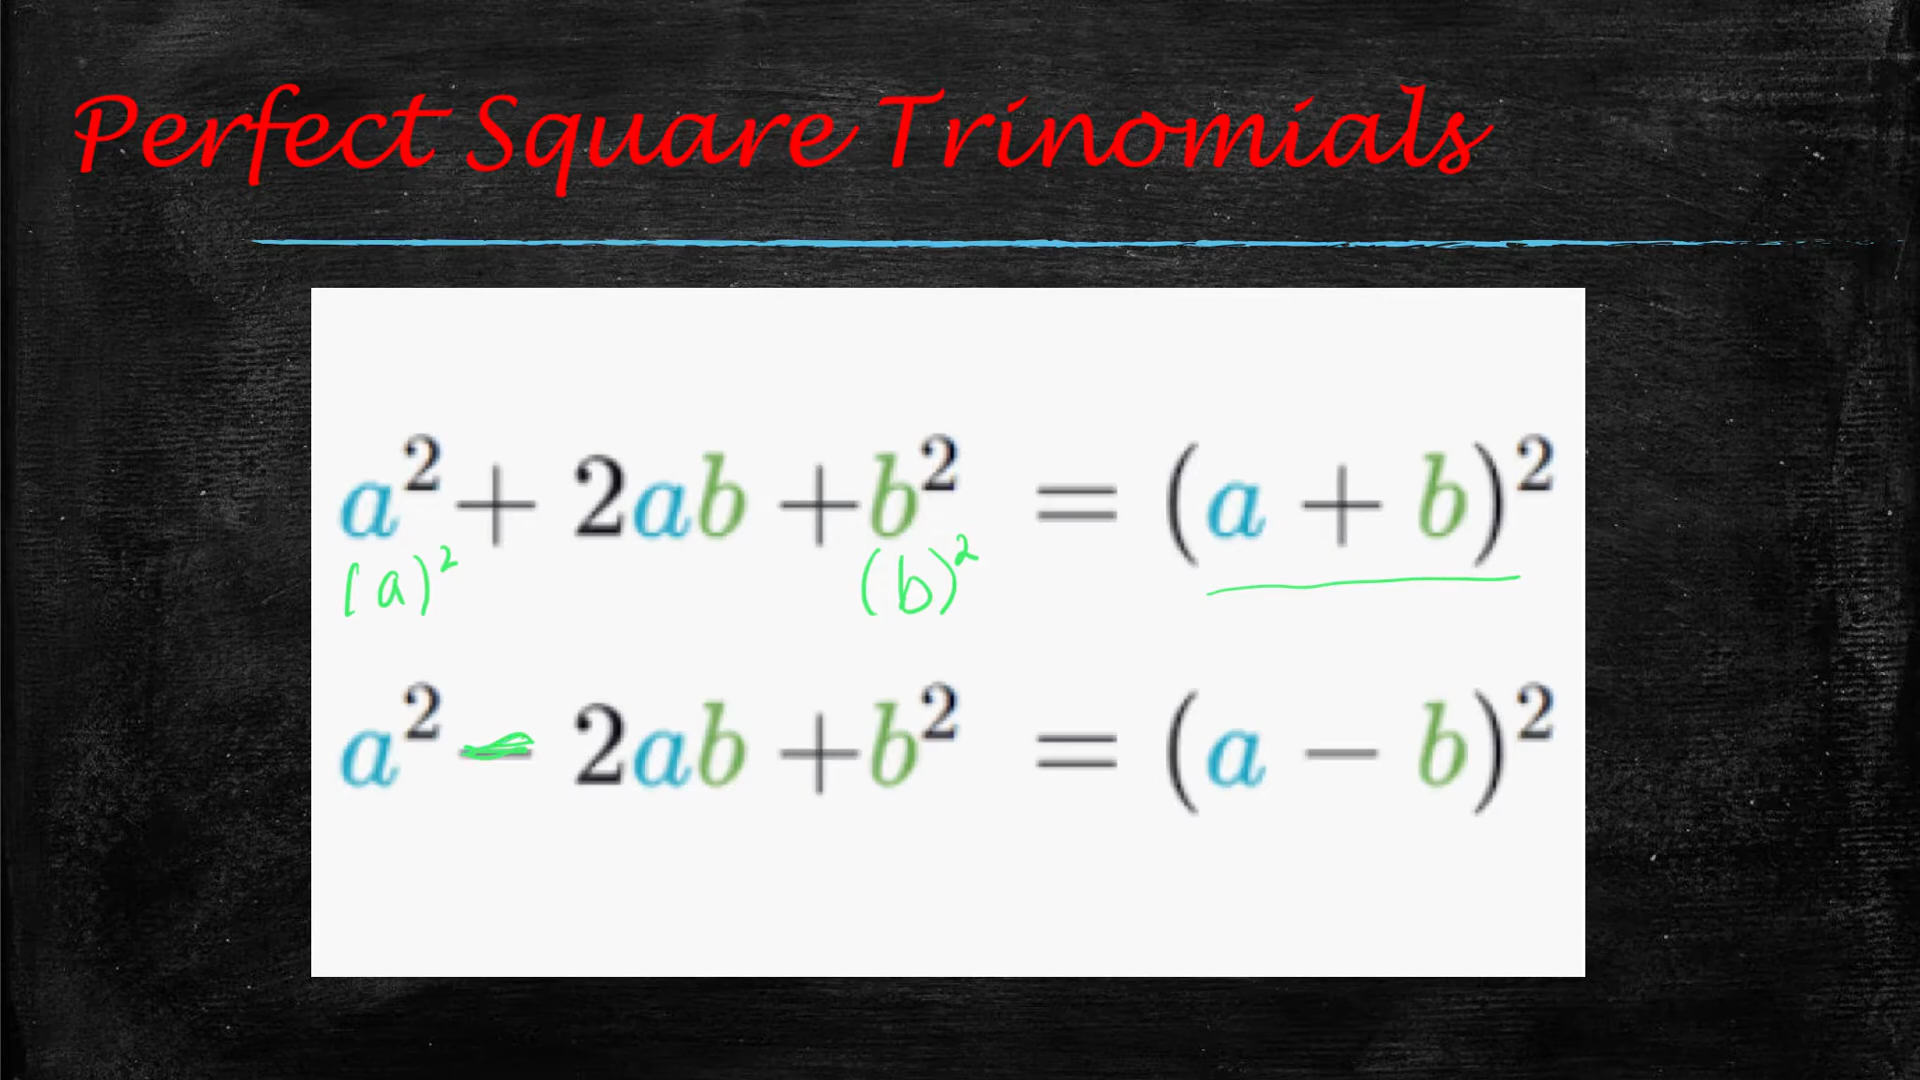 Perfect Square Trinomials
a² + 2ab + b² = (a + b)²
(a)² (b)²
a² − 2ab + b² = (a − b)²